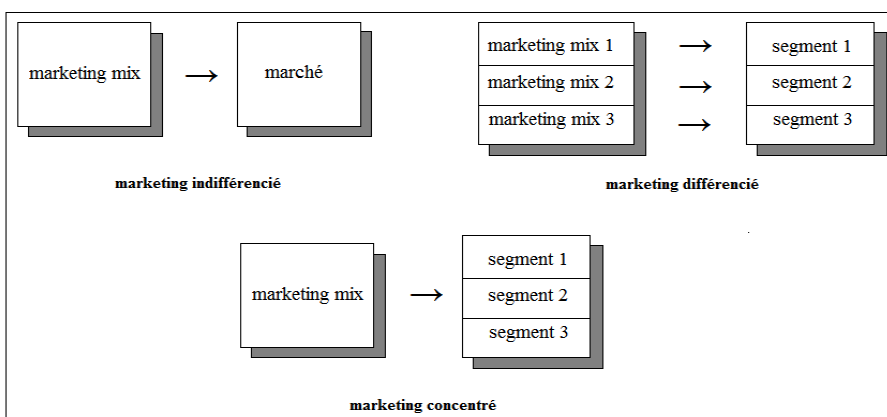 marketing mix
→
marché
marketing indifférencié
marketing mix 1 → segment 1
marketing mix 2 → segment 2
marketing mix 3 → segment 3
marketing différencié
marketing mix
→
segment 1
segment 2
segment 3
marketing concentré